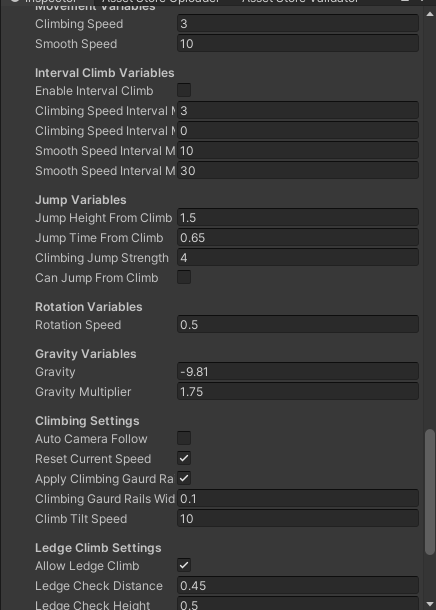 Inspector Asset Store Uploader Asset Store Validator
Movement Variables
Climbing Speed 3
Smooth Speed 10
Interval Climb Variables
Enable Interval Climb
Climbing Speed Interval M 3
Climbing Speed Interval M 0
Smooth Speed Interval M 10
Smooth Speed Interval M 30
Jump Variables
Jump Height From Climb 1.5
Jump Time From Climb 0.65
Climbing Jump Strength 4
Can Jump From Climb
Rotation Variables
Rotation Speed 0.5
Gravity Variables
Gravity -9.81
Gravity Multiplier 1.75
Climbing Settings
Auto Camera Follow
Reset Current Speed
Apply Climbing Gaurd Ra
Climbing Gaurd Rails Wid 0.1
Climb Tilt Speed 10
Ledge Climb Settings
Allow Ledge Climb
Ledge Check Distance 0.45
Ledge Check Height 0.5